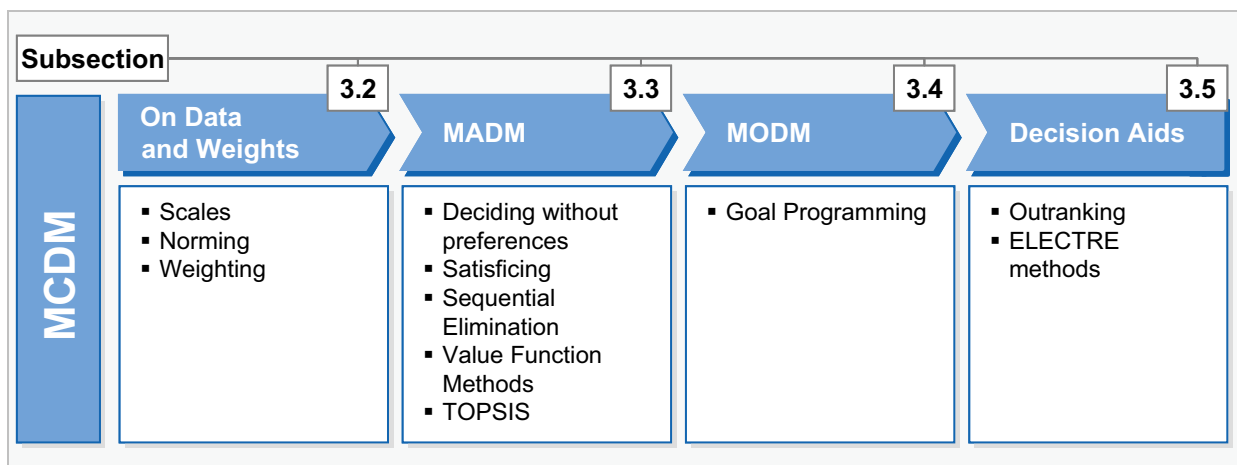 Subsection
3.2
3.3
3.4
3.5
MCDM
On Data
and Weights
MADM
MODM
Decision Aids
▪ Scales
▪ Norming
▪ Weighting
▪ Deciding without
preferences
▪ Satisficing
▪ Sequential
Elimination
▪ Value Function
Methods
▪ TOPSIS
▪ Goal Programming
▪ Outranking
▪ ELECTRE
methods